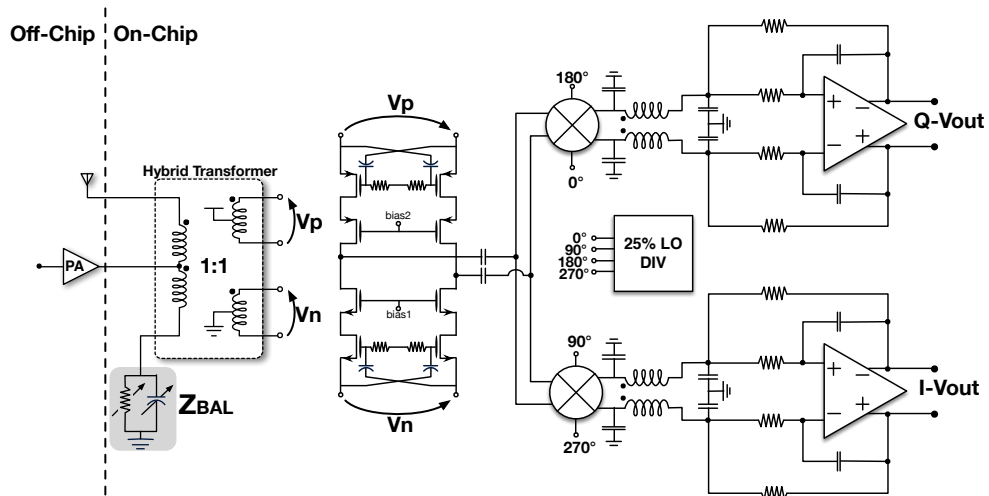 Off-Chip
On-Chip
Hybrid Transformer
PA
1:1
Vp
Vn
ZBAL
Vp
bias2
bias1
Vn
180°
0°
0°
90°
180°
270°
25% LO
DIV
90°
270°
+
−
−
+
Q-Vout
+
−
−
+
I-Vout